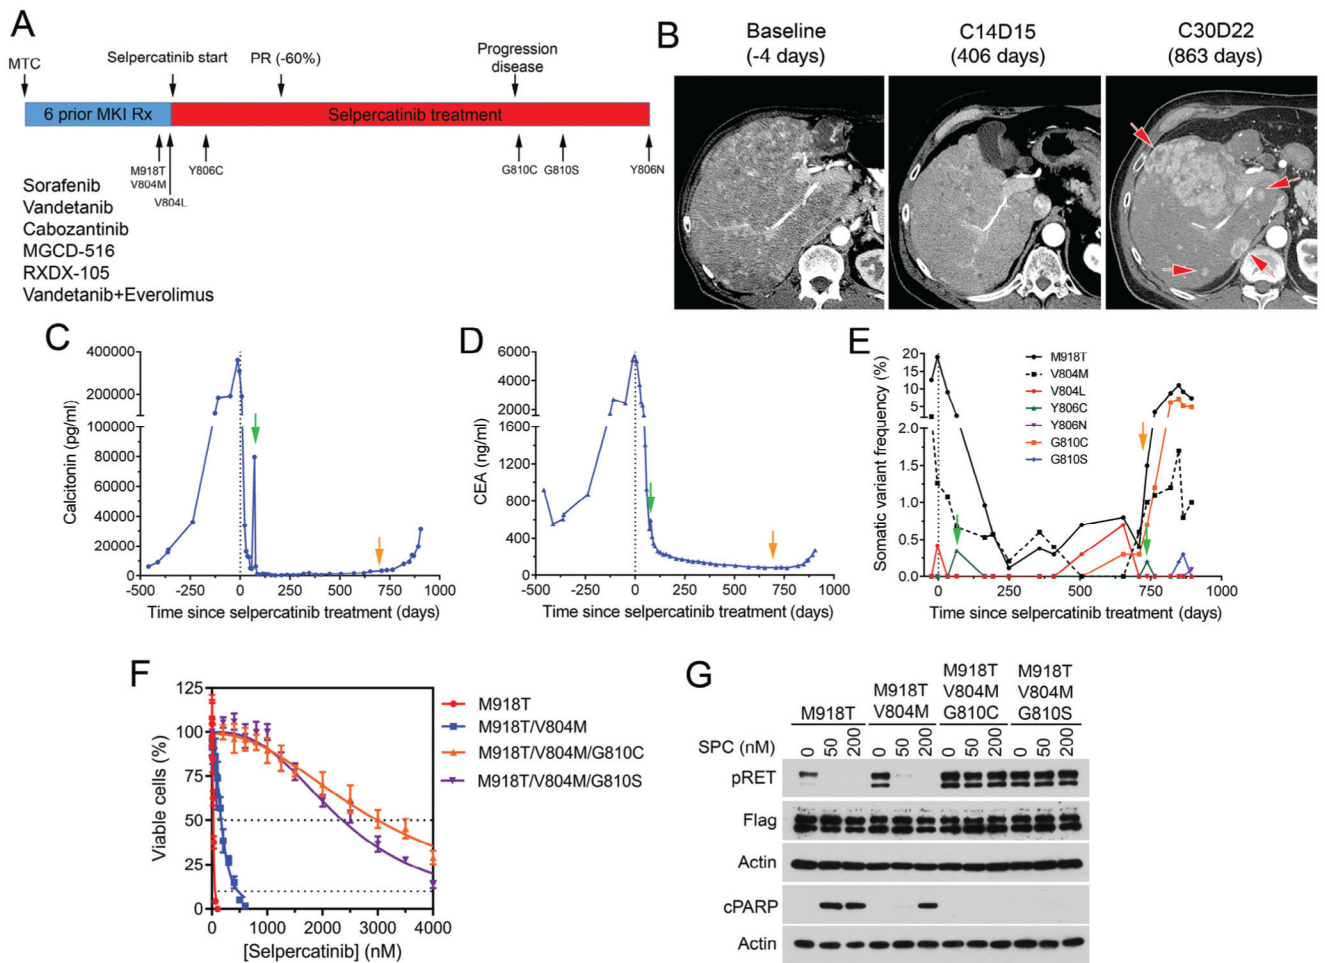 A
MTC
Selpercatinib start
PR (-60%)
Progression
disease
6 prior MKI Rx
Selpercatinib treatment
M918T
V804M
V804L
Y806C
G810C
G810S
Y806N
Sorafenib
Vandetanib
Cabozantinib
MGCD-516
RXDX-105
Vandetanib+Everolimus
B
Baseline
(-4 days)
C14D15
(406 days)
C30D22
(863 days)
C
Calcitonin (pg/ml)
400000
200000
100000
80000
60000
40000
20000
0
-500
-250
0
250
500
750
1000
Time since selpercatinib treatment (days)
D
CEA (ng/ml)
6000
4000
2000
1600
1200
800
400
0
-500
-250
0
250
500
750
1000
Time since selpercatinib treatment (days)
E
Somatic variant frequency (%)
20
15
10
5
2.0
1.5
1.0
0.5
0.0
0
250
500
750
1000
Time since selpercatinib treatment (days)
M918T
V804M
V804L
Y806C
Y806N
G810C
G810S
F
Viable cells (%)
125
100
75
50
25
0
0
1000
2000
3000
4000
[Selpercatinib] (nM)
M918T
M918T/V804M
M918T/V804M/G810C
M918T/V804M/G810S
G
M918T
M918T
V804M
M918T
V804M
G810C
M918T
V804M
G810S
SPC (nM)
0 50 200 0 50 200 0 50 200 0 50 200
pRET
Flag
Actin
cPARP
Actin